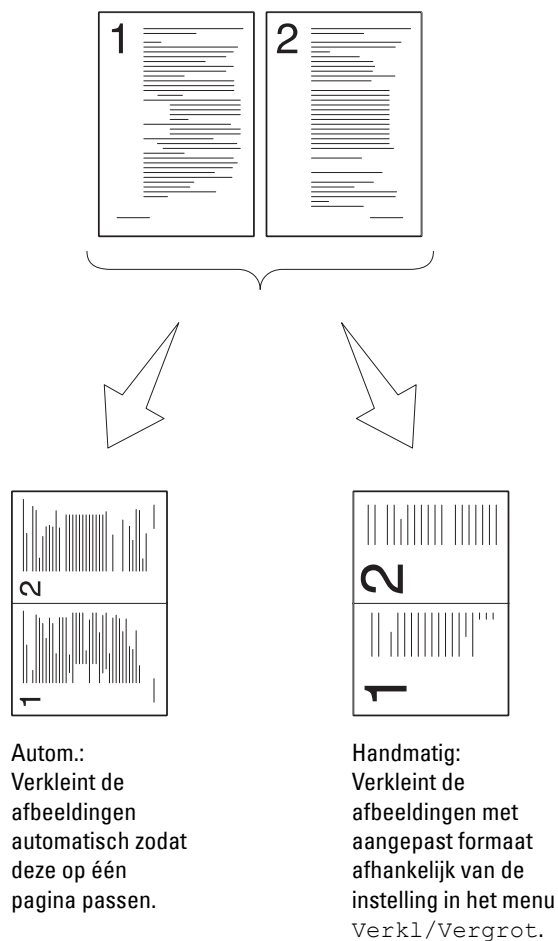 1
2
2
1
Autom.:
Verkleint de
afbeeldingen
automatisch zodat
deze op één
pagina passen.
2
1
Handmatig:
Verkleint de
afbeeldingen met
aangepast formaat
afhankelijk van de
instelling in het menu
Verkl/Vergrot.